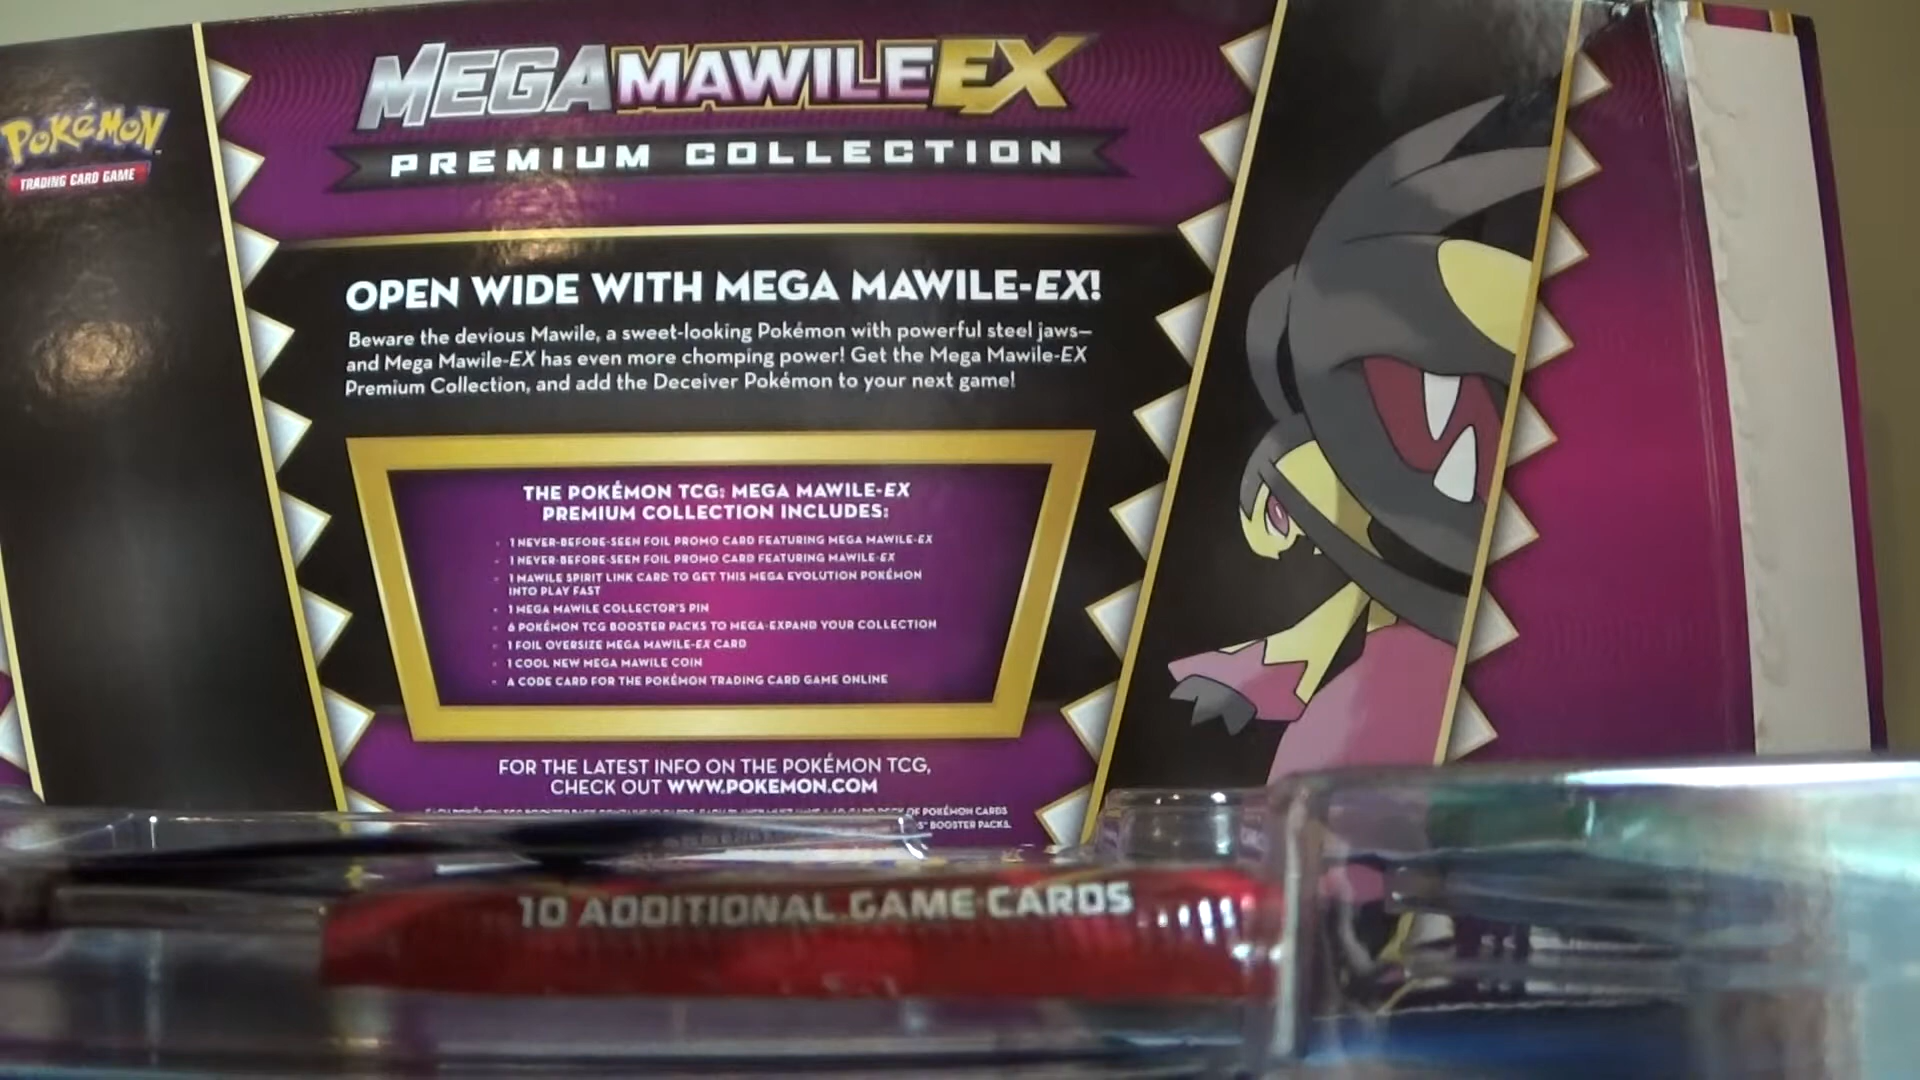 POKéMON
TRADING CARD GAME
MEGA MAWILE EX
PREMIUM COLLECTION
OPEN WIDE WITH MEGA MAWILE-EX!
Beware the devious Mawile, a sweet-looking Pokémon with powerful steel jaws—
and Mega Mawile-EX has even more chomping power! Get the Mega Mawile-EX
Premium Collection, and add the Deceiver Pokémon to your next game!
THE POKÉMON TCG: MEGA MAWILE-EX
PREMIUM COLLECTION INCLUDES:
• 1 NEVER-BEFORE-SEEN FOIL PROMO CARD FEATURING MEGA MAWILE-EX
• 1 NEVER-BEFORE-SEEN FOIL PROMO CARD FEATURING MAWILE-EX
• 1 MAWILE SPIRIT LINK CARD TO GET THIS MEGA EVOLUTION POKÉMON
INTO PLAY FAST
• 1 MEGA MAWILE COLLECTOR'S PIN
• 6 POKÉMON TCG BOOSTER PACKS TO MEGA-EXPAND YOUR COLLECTION
• 1 FOIL OVERSIZE MEGA MAWILE-EX CARD
• 1 COOL NEW MEGA MAWILE COIN
• A CODE CARD FOR THE POKÉMON TRADING CARD GAME ONLINE
FOR THE LATEST INFO ON THE POKÉMON TCG,
CHECK OUT WWW.POKEMON.COM
OF POKÉMON CARDS
BOOSTER PACKS.
10 ADDITIONAL GAME CARDS